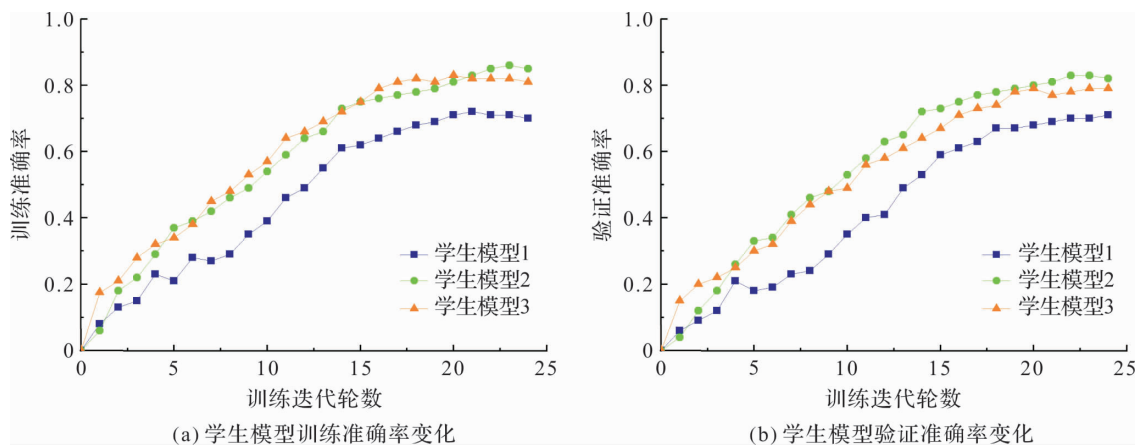 1.0
0.8
0.6
0.4
0.2
0
训练准确率
学生模型1
学生模型2
学生模型3
0 5 10 15 20 25
训练迭代轮数
(a) 学生模型训练准确率变化
1.0
0.8
0.6
0.4
0.2
0
验证准确率
学生模型1
学生模型2
学生模型3
0 5 10 15 20 25
训练迭代轮数
(b) 学生模型验证准确率变化